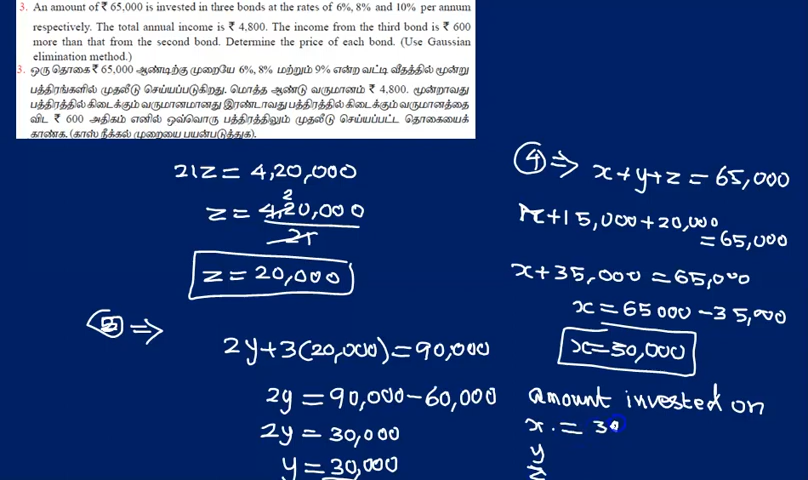 3. An amount of ₹ 65,000 is invested in three bonds at the rates of 6%, 8% and 10% per annum
respectively. The total annual income is ₹ 4,800. The income from the third bond is ₹ 600
more than that from the second bond. Determine the price of each bond. (Use Gaussian
elimination method.)
3. ஒரு தொகை ₹ 65,000 ஆண்டிற்கு முறையே 6%, 8% மற்றும் 9% என்ற வட்டி வீதத்தில் மூன்று
பத்திரங்களில் முதலீடு செய்யப்படுகிறது. மொத்த ஆண்டு வருமானம் ₹ 4,800. மூன்றாவது
பத்திரத்தில் கிடைக்கும் வருமானமானது இரண்டாவது பத்திரத்தில் கிடைக்கும் வருமானத்தை
விட ₹ 600 அதிகம் எனில் ஒவ்வொரு பத்திரத்திலும் முதலீடு செய்யப்பட்ட தொகையைக்
காண்க. (காஸ் நீக்கல் முறையை பயன்படுத்துக).
21z = 4,20,000
2
z = 4,20,000
21
z = 20,000
② ⇒
2y + 3(20,000) = 90,000
2y = 90,000 - 60,000
2y = 30,000
y = 30,000
④ ⇒ x + y + z = 65,000
x + 15,000 + 20,000
= 65,000
x + 35,000 = 65,000
x = 65000 - 35,000
x = 30,000
amount invested on
x. = 30
y
z